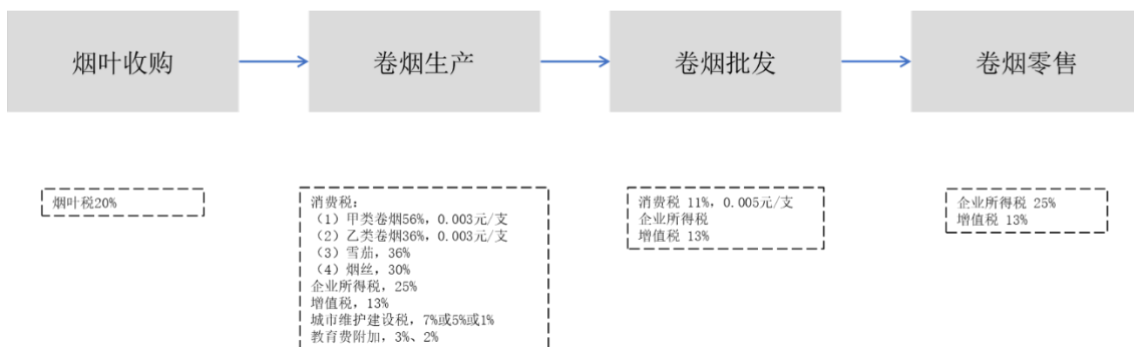 烟叶收购
卷烟生产
卷烟批发
卷烟零售
烟叶税20%
消费税：
（1）甲类卷烟56%，0.003元/支
（2）乙类卷烟36%，0.003元/支
（3）雪茄，36%
（4）烟丝，30%
企业所得税，25%
增值税，13%
城市维护建设税，7%或5%或1%
教育费附加，3%、2%
消费税 11%，0.005元/支
企业所得税
增值税 13%
企业所得税 25%
增值税 13%